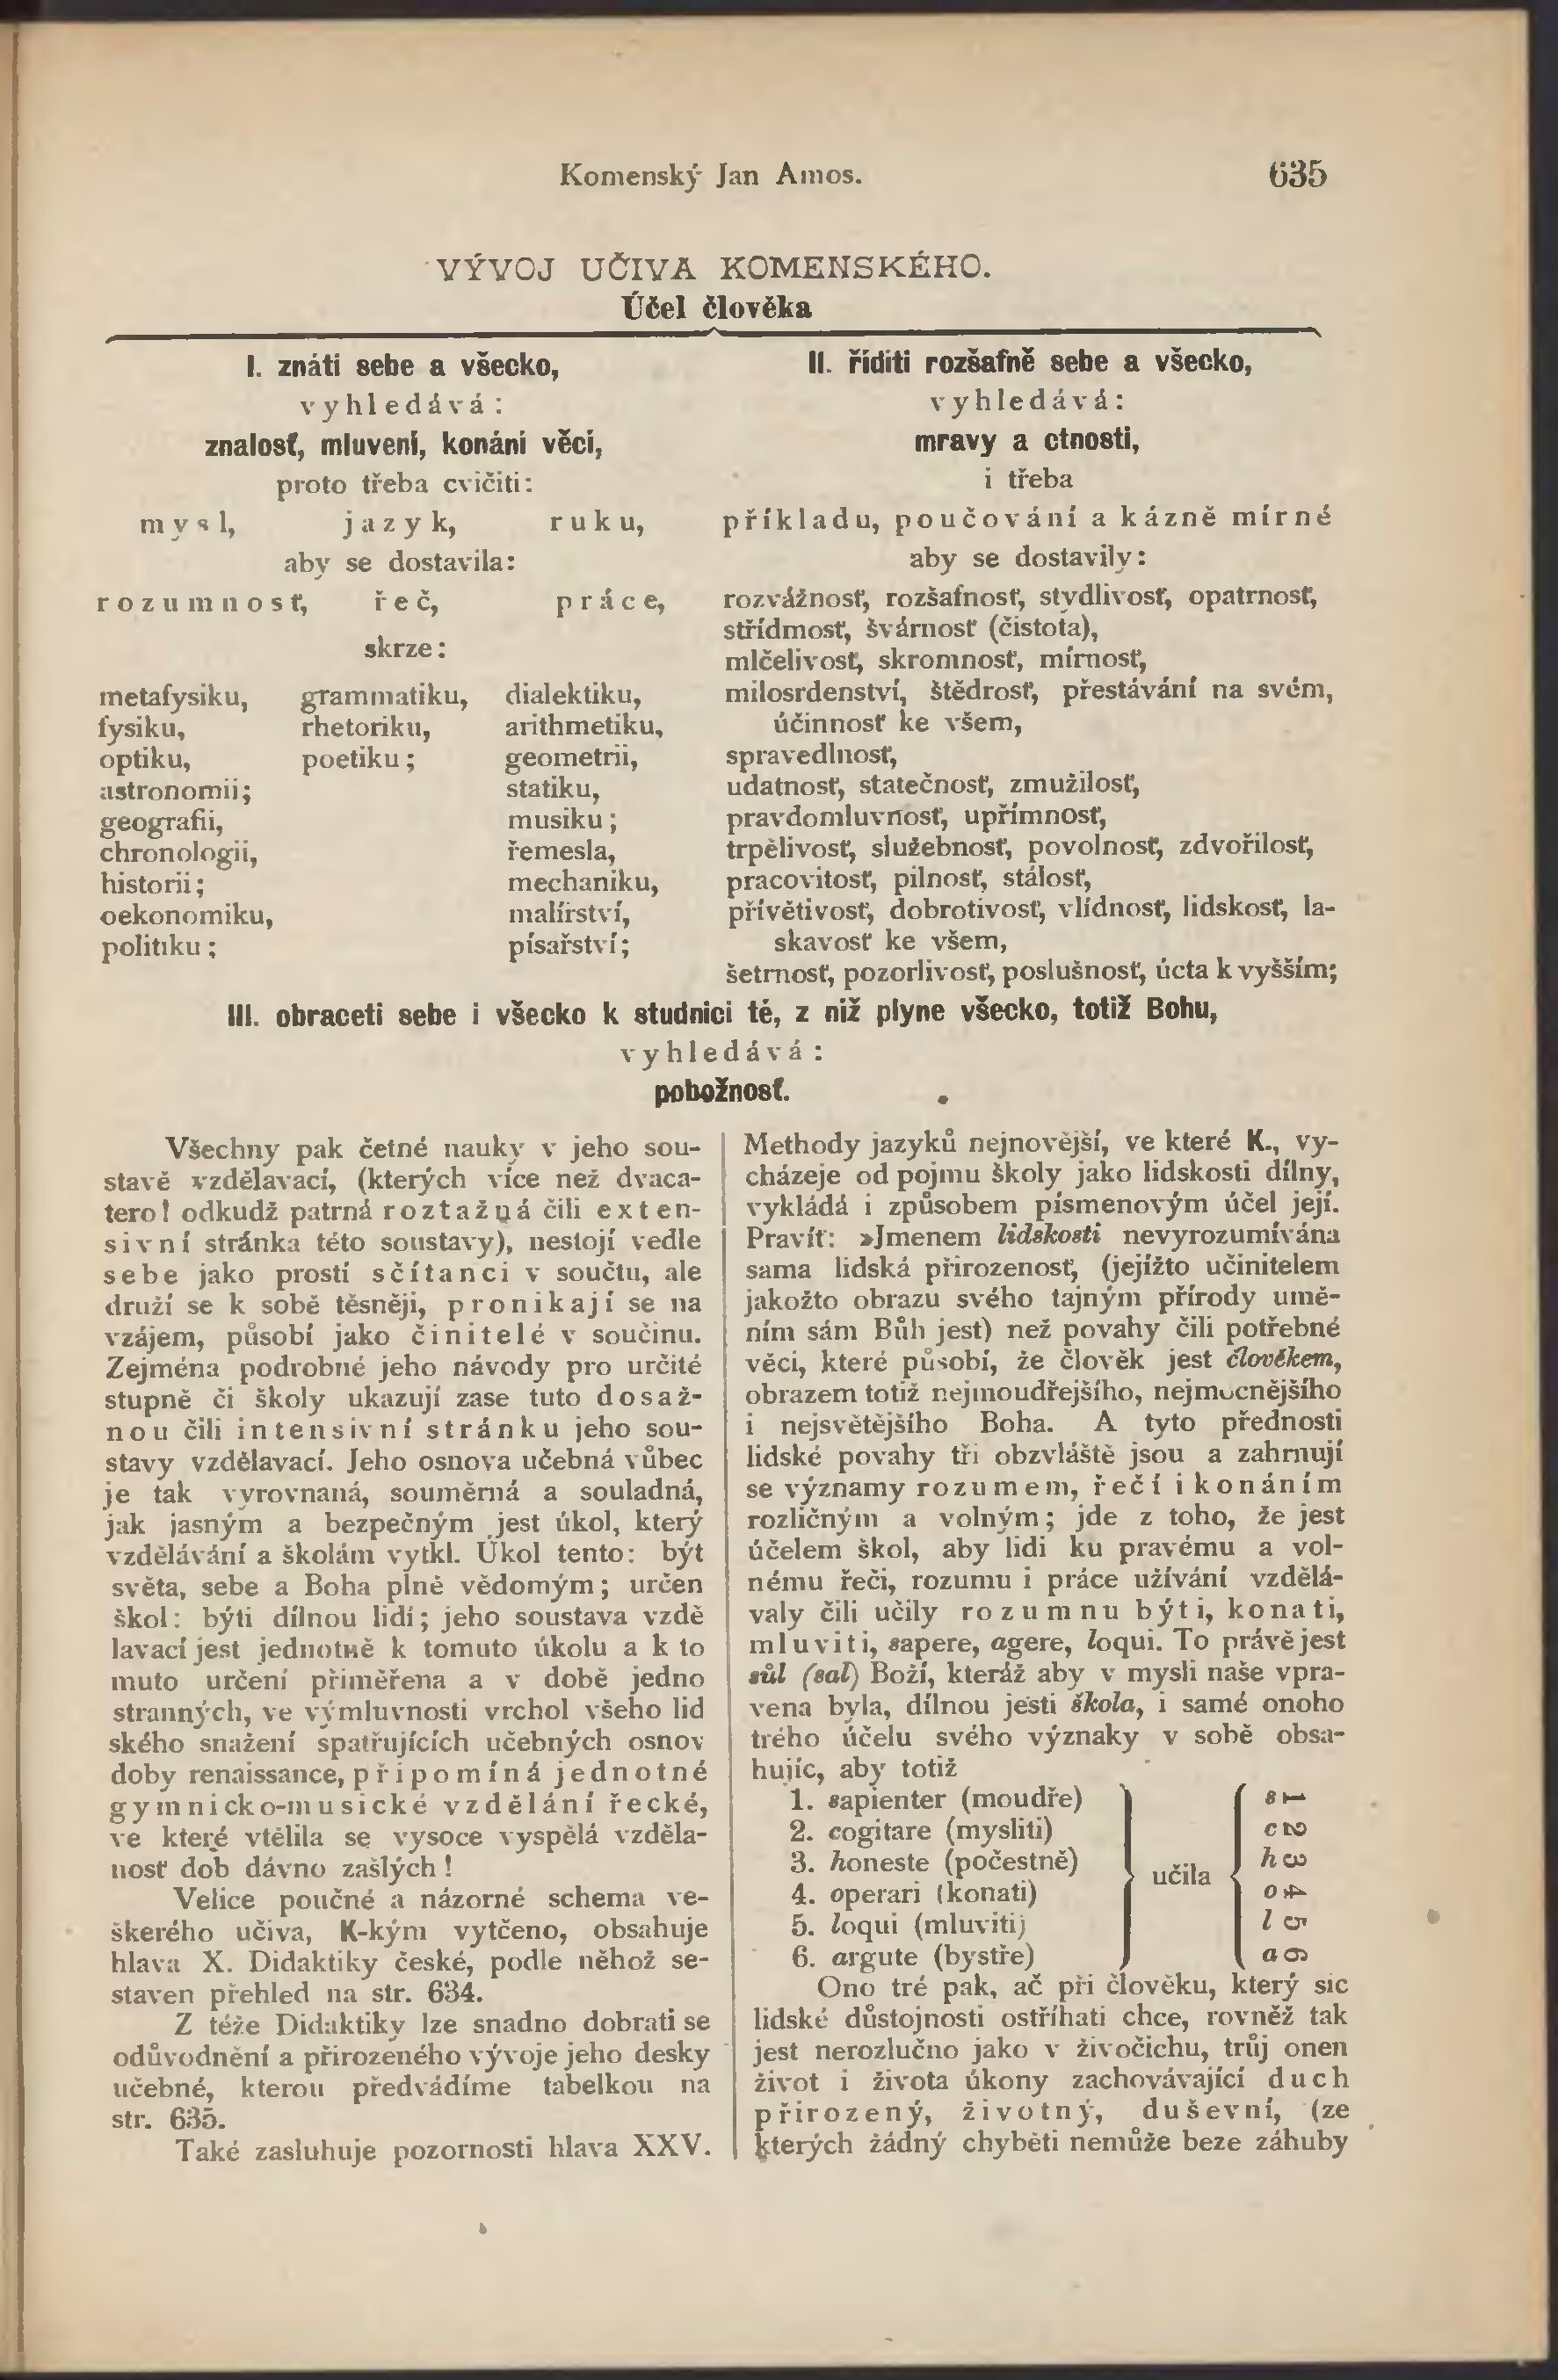 Komenský Jan Amos. 635
VÝVOJ UČIVA KOMENSKÉHO.
Účel člověka
I. znáti sebe a všecko,
vyhledává:
znalosť, mluvení, konání věcí,
proto třeba cvičiti:
mysl, jazyk, ruku,
aby se dostavila:
rozumnosť, řeč, práce,
skrze:
metafysiku, grammatiku, dialektiku,
fysiku, rhetoriku, arithmetiku,
optiku, poetiku; geometrii,
astronomii; statiku,
geografii, musiku;
chronologii, řemesla,
historii; mechaniku,
oekonomiku, malířství,
politiku; písařství;
II. říditi rozšafně sebe a všecko,
vyhledává:
mravy a ctnosti,
i třeba
příkladu, poučování a kázně mírné
aby se dostavily:
rozvážnosť, rozšafnosť, stydlivosť, opatrnosť,
střídmosť, švárnosť (čistota),
mlčelivosť, skromnosť, mírnosť,
milosrdenství, štědrosť, přestávání na svém,
účinnosť ke všem,
spravedlnosť,
udatnosť, statečnosť, zmužilosť,
pravdomluvnosť, upřímnosť,
trpělivosť, služebnosť, povolnosť, zdvořilosť,
pracovitosť, pilnosť, stálosť,
přívětivosť, dobrotivosť, vlídnosť, lidskosť, la-
skavosť ke všem,
šetrnosť, pozorlivosť, poslušnosť, úcta k vyšším;
III. obraceti sebe i všecko k studnici té, z níž plyne všecko, totiž Bohu,
vyhledává:
pobožnosť.
Všechny pak četné nauky v jeho sou-
stavě vzdělavací, (kterých více než dvaca-
tero! odkudž patrná roztažná čili exten-
sivní stránka této soustavy), nestojí vedle
sebe jako prostí sčítanci v součtu, ale
druží se k sobě těsněji, pronikají se na
vzájem, působí jako činitelé v součinu.
Zejména podrobné jeho návody pro určité
stupně či školy ukazují zase tuto dosaž-
nou čili intensivní stránku jeho sou-
stavy vzdělavací. Jeho osnova učebná vůbec
je tak vyrovnaná, souměrná a souladná,
jak jasným a bezpečným jest úkol, který
vzdělávání a školám vytkl. Úkol tento: být
světa, sebe a Boha plně vědomým; určen
škol: býti dílnou lidí; jeho soustava vzdě
lavací jest jednotně k tomuto úkolu a k to
muto určení přiměřena a v době jedno
stranných, ve výmluvnosti vrchol všeho lid
ského snažení spatřujících učebných osnov
doby renaissance, připomíná jednotné
gymnicko-musické vzdělání řecké,
ve které vtělila se vysoce vyspělá vzděla-
nosť dob dávno zašlých!
Velice poučné a názorné schema ve-
škerého učiva, K-kým vytčeno, obsahuje
hlava X. Didaktiky české, podle něhož se-
staven přehled na str. 634.
Z téže Didaktiky lze snadno dobrati se
odůvodnění a přirozeného vývoje jeho desky
učebné, kterou předvádíme tabelkou na
str. 635.
Také zasluhuje pozornosti hlava XXV.
Methody jazyků nejnovější, ve které K., vy-
cházeje od pojmu školy jako lidskosti dílny,
vykládá i způsobem písmenovým účel její.
Pravíť: »Jmenem lidskosti nevyrozumívána
sama lidská přirozenosť, (jejížto učinitelem
jakožto obrazu svého tajným přírody umě-
ním sám Bůh jest) než povahy čili potřebné
věci, které působí, že člověk jest člověkem,
obrazem totiž nejmoudřejšího, nejmocnějšího
i nejsvětějšího Boha. A tyto přednosti
lidské povahy tři obzvláště jsou a zahrnují
se významy rozumem, řečí i konáním
rozličným a volným; jde z toho, že jest
účelem škol, aby lidi ku pravému a vol-
nému řeči, rozumu i práce užívání vzdělá-
valy čili učily rozumnu býti, konati,
mluviti, sapere, agere, loqui. To právě jest
sůl (sal) Boží, kteráž aby v mysli naše vpra-
vena byla, dílnou jesti škola, i samé onoho
trého účelu svého význaky v sobě obsa-
hujíc, aby totiž
1. sapienter (moudře) s 1
2. cogitare (mysliti) c 2
3. honeste (počestně) h 3
učila
4. operari (konati) o 4
5. loqui (mluviti) l 5
6. argute (bystře) a 6
Ono tré pak, ač při člověku, který sic
lidské důstojnosti ostříhati chce, rovněž tak
jest nerozlučno jako v živočichu, trůj onen
život i života úkony zachovávající duch
přirozený, životný, duševní, (ze
kterých žádný chyběti nemůže beze záhuby